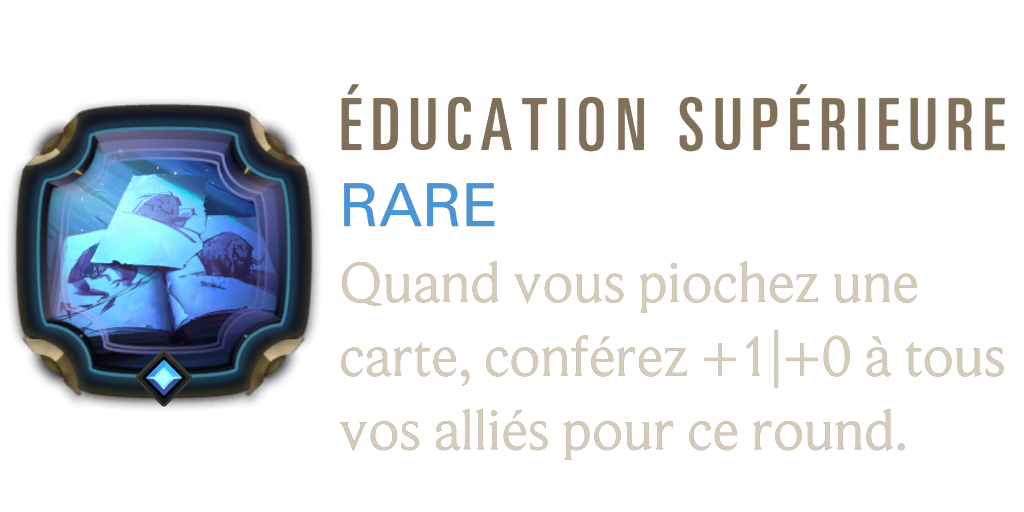 ÉDUCATION SUPÉRIEURE
RARE
Quand vous piochez une
carte, conférez +1|+0 à tous
vos alliés pour ce round.